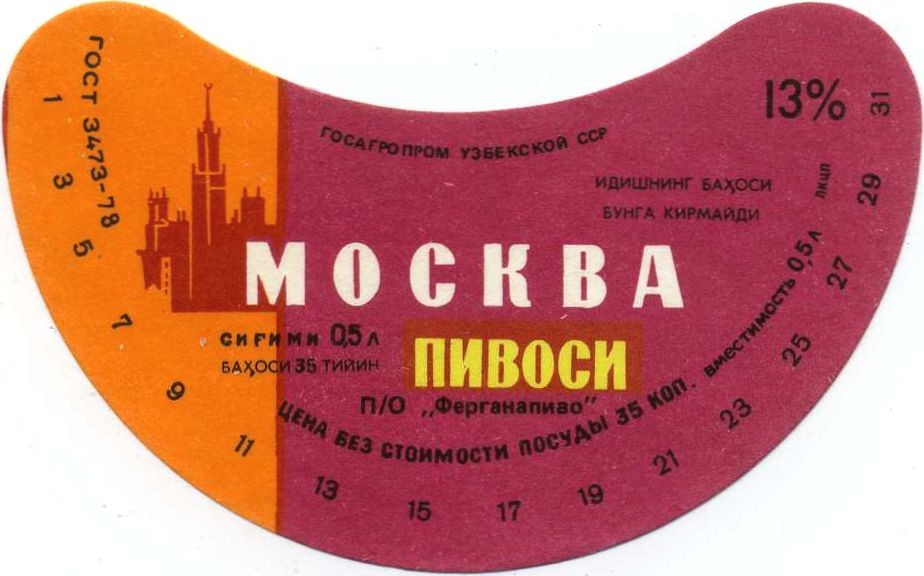 ГОСТ 3473-78
ГОСАГРОПРОМ УЗБЕКСКОЙ ССР
13%
ИДИШНИНГ БАҲОСИ
БУНГА КИРМАЙДИ
ЛКЦП
МОСКВА
СИҒИМИ 0,5 л
БАҲОСИ 35 ТИЙИН
ПИВОСИ
П/О „Ферганапиво"
ЦЕНА БЕЗ СТОИМОСТИ ПОСУДЫ 35 КОП. вместимость 0,5 л
1 3 5 7 9 11 13 15 17 19 21 23 25 27 29 31